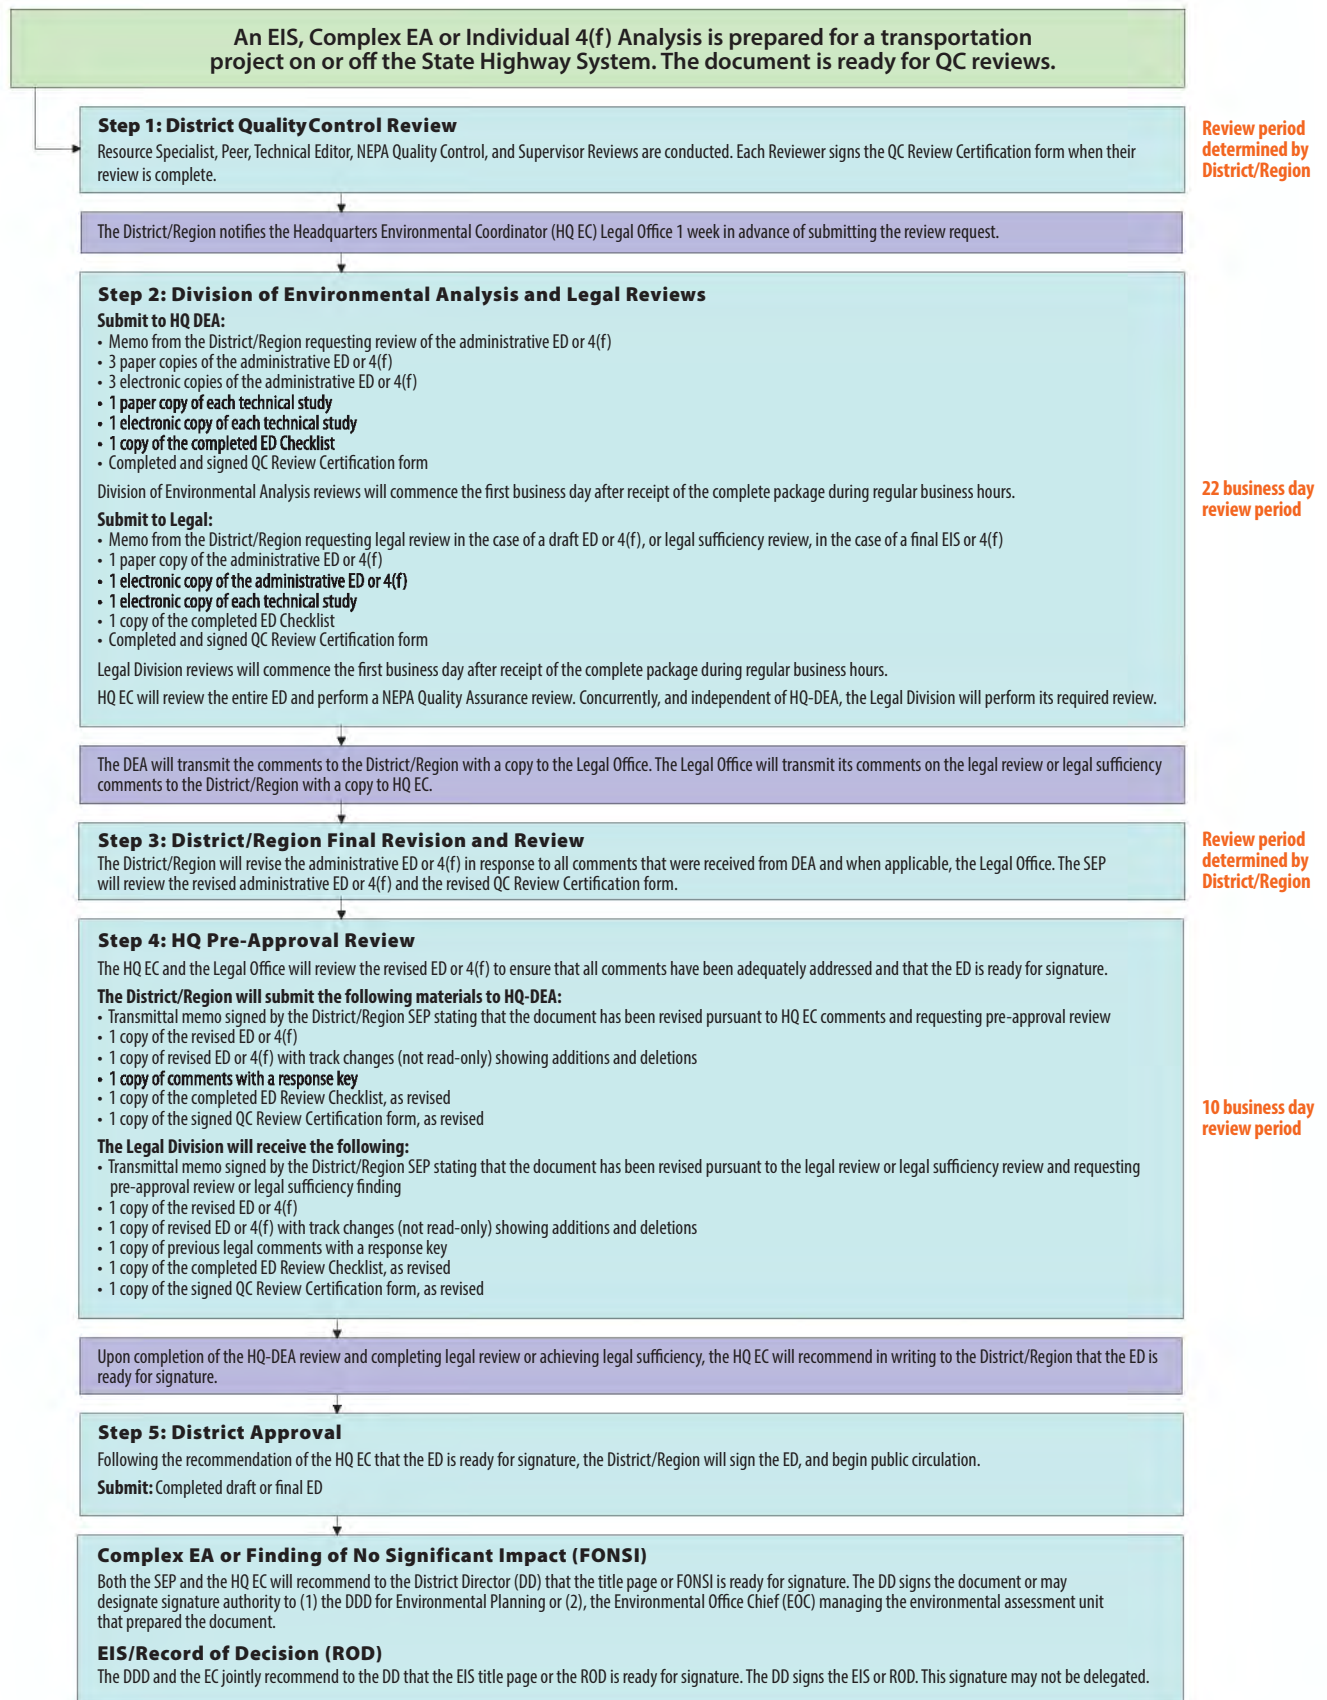 An EIS, Complex EA or Individual 4(f) Analysis is prepared for a transportation
project on or off the State Highway System. The document is ready for QC reviews.
Step 1: District QualityControl Review
Resource Specialist, Peer, Technical Editor, NEPA Quality Control, and Supervisor Reviews are conducted. Each Reviewer signs the QC Review Certification form when their
review is complete.
Review period
determined by
District/Region
The District/Region notifies the Headquarters Environmental Coordinator (HQ EC) Legal Office 1 week in advance of submitting the review request.
Step 2: Division of Environmental Analysis and Legal Reviews
Submit to HQ DEA:
• Memo from the District/Region requesting review of the administrative ED or 4(f)
• 3 paper copies of the administrative ED or 4(f)
• 3 electronic copies of the administrative ED or 4(f)
• 1 paper copy of each technical study
• 1 electronic copy of each technical study
• 1 copy of the completed ED Checklist
• Completed and signed QC Review Certification form
Division of Environmental Analysis reviews will commence the first business day after receipt of the complete package during regular business hours.
Submit to Legal:
• Memo from the District/Region requesting legal review in the case of a draft ED or 4(f), or legal sufficiency review, in the case of a final EIS or 4(f)
• 1 paper copy of the administrative ED or 4(f)
• 1 electronic copy of the administrative ED or 4(f)
• 1 electronic copy of each technical study
• 1 copy of the completed ED Checklist
• Completed and signed QC Review Certification form
Legal Division reviews will commence the first business day after receipt of the complete package during regular business hours.
HQ EC will review the entire ED and perform a NEPA Quality Assurance review. Concurrently, and independent of HQ-DEA, the Legal Division will perform its required review.
22 business day
review period
The DEA will transmit the comments to the District/Region with a copy to the Legal Office. The Legal Office will transmit its comments on the legal review or legal sufficiency
comments to the District/Region with a copy to HQ EC.
Step 3: District/Region Final Revision and Review
The District/Region will revise the administrative ED or 4(f) in response to all comments that were received from DEA and when applicable, the Legal Office. The SEP
will review the revised administrative ED or 4(f) and the revised QC Review Certification form.
Review period
determined by
District/Region
Step 4: HQ Pre-Approval Review
The HQ EC and the Legal Office will review the revised ED or 4(f) to ensure that all comments have been adequately addressed and that the ED is ready for signature.
The District/Region will submit the following materials to HQ-DEA:
• Transmittal memo signed by the District/Region SEP stating that the document has been revised pursuant to HQ EC comments and requesting pre-approval review
• 1 copy of the revised ED or 4(f)
• 1 copy of revised ED or 4(f) with track changes (not read-only) showing additions and deletions
• 1 copy of comments with a response key
• 1 copy of the completed ED Review Checklist, as revised
• 1 copy of the signed QC Review Certification form, as revised
The Legal Division will receive the following:
• Transmittal memo signed by the District/Region SEP stating that the document has been revised pursuant to the legal review or legal sufficiency review and requesting
pre-approval review or legal sufficiency finding
• 1 copy of the revised ED or 4(f)
• 1 copy of revised ED or 4(f) with track changes (not read-only) showing additions and deletions
• 1 copy of previous legal comments with a response key
• 1 copy of the completed ED Review Checklist, as revised
• 1 copy of the signed QC Review Certification form, as revised
10 business day
review period
Upon completion of the HQ-DEA review and completing legal review or achieving legal sufficiency, the HQ EC will recommend in writing to the District/Region that the ED is
ready for signature.
Step 5: District Approval
Following the recommendation of the HQ EC that the ED is ready for signature, the District/Region will sign the ED, and begin public circulation.
Submit: Completed draft or final ED
Complex EA or Finding of No Significant Impact (FONSI)
Both the SEP and the HQ EC will recommend to the District Director (DD) that the title page or FONSI is ready for signature. The DD signs the document or may
designate signature authority to (1) the DDD for Environmental Planning or (2), the Environmental Office Chief (EOC) managing the environmental assessment unit
that prepared the document.
EIS/Record of Decision (ROD)
The DDD and the EC jointly recommend to the DD that the EIS title page or the ROD is ready for signature. The DD signs the EIS or ROD. This signature may not be delegated.